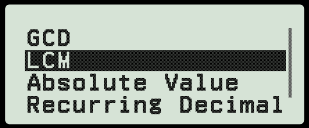 GCD
LCM
Absolute Value
Recurring Decimal